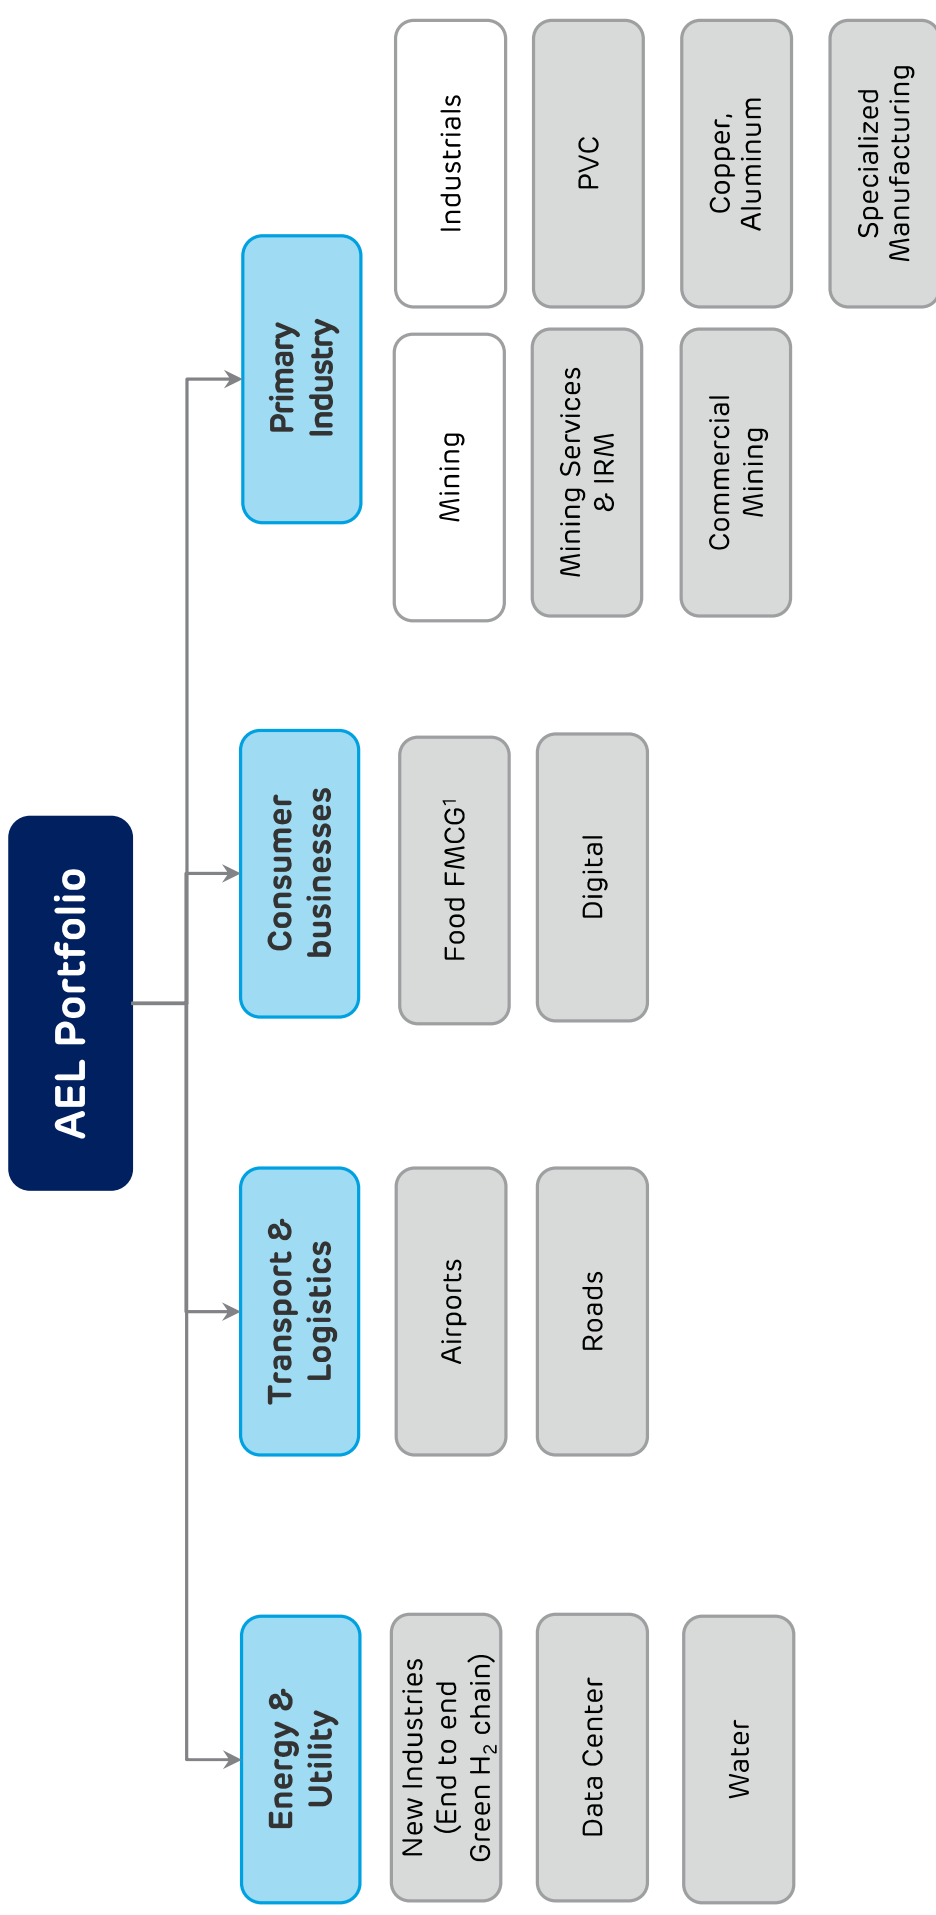 AEL Portfolio
Energy &
Utility
Transport &
Logistics
Consumer
businesses
Primary
Industry
New Industries
(End to end
Green H₂ chain)
Data Center
Water
Airports
Roads
Food FMCG¹
Digital
Mining
Mining Services
& IRM
Commercial
Mining
Industrials
PVC
Copper,
Aluminum
Specialized
Manufacturing